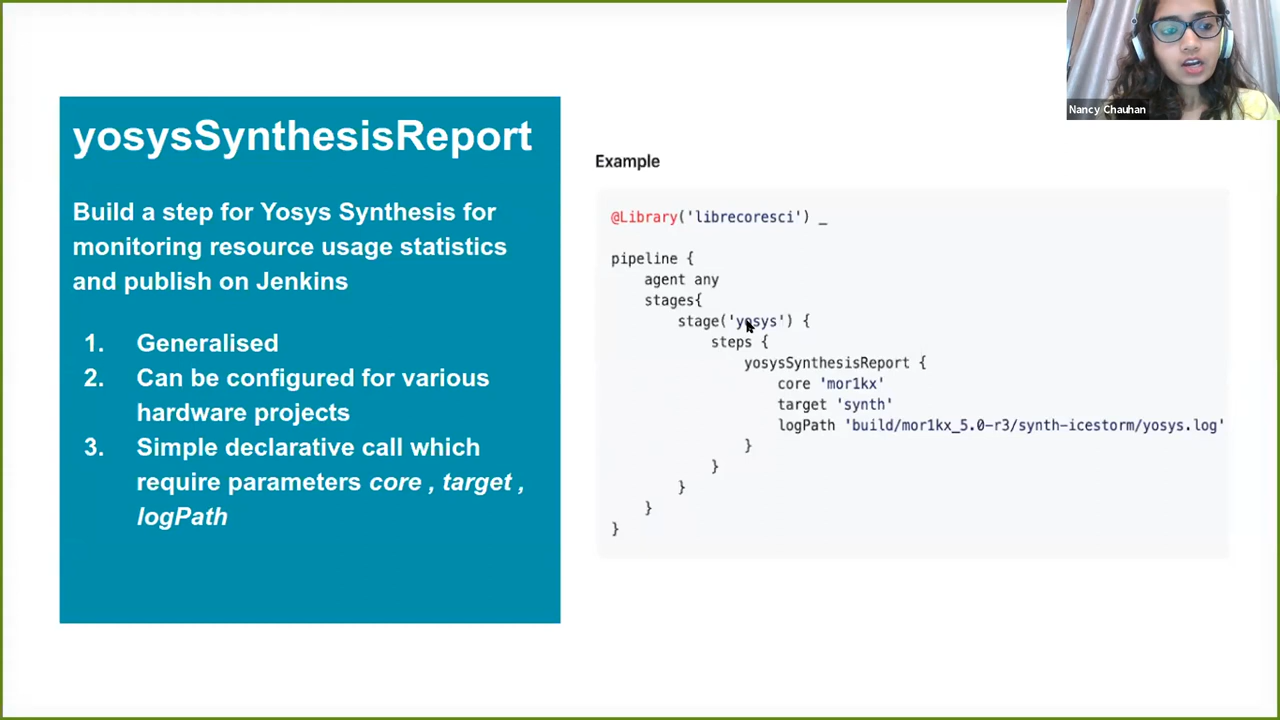 yosysSynthesisReport
Build a step for Yosys Synthesis for
monitoring resource usage statistics
and publish on Jenkins
1. Generalised
2. Can be configured for various
hardware projects
3. Simple declarative call which
require parameters core , target ,
logPath
Example
@Library('librecoresci') _
pipeline {
agent any
stages{
stage('yosys') {
steps {
yosysSynthesisReport {
core 'mor1kx'
target 'synth'
logPath 'build/mor1kx_5.0-r3/synth-icestorm/yosys.log'
}
}
}
}
}
Nancy Chauhan